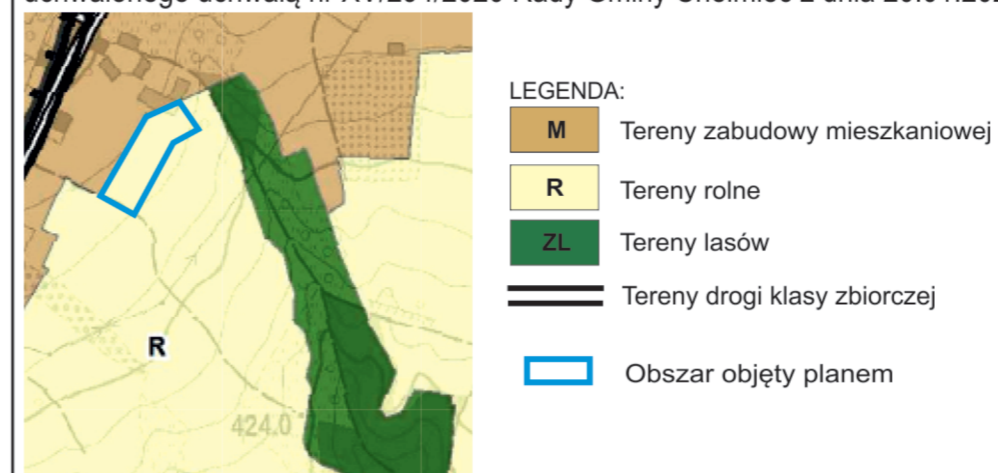 LEGENDA:
M Tereny zabudowy mieszkaniowej
R Tereny rolne
ZL Tereny lasów
Tereny drogi klasy zbiorczej
Obszar objęty planem
R
424.0